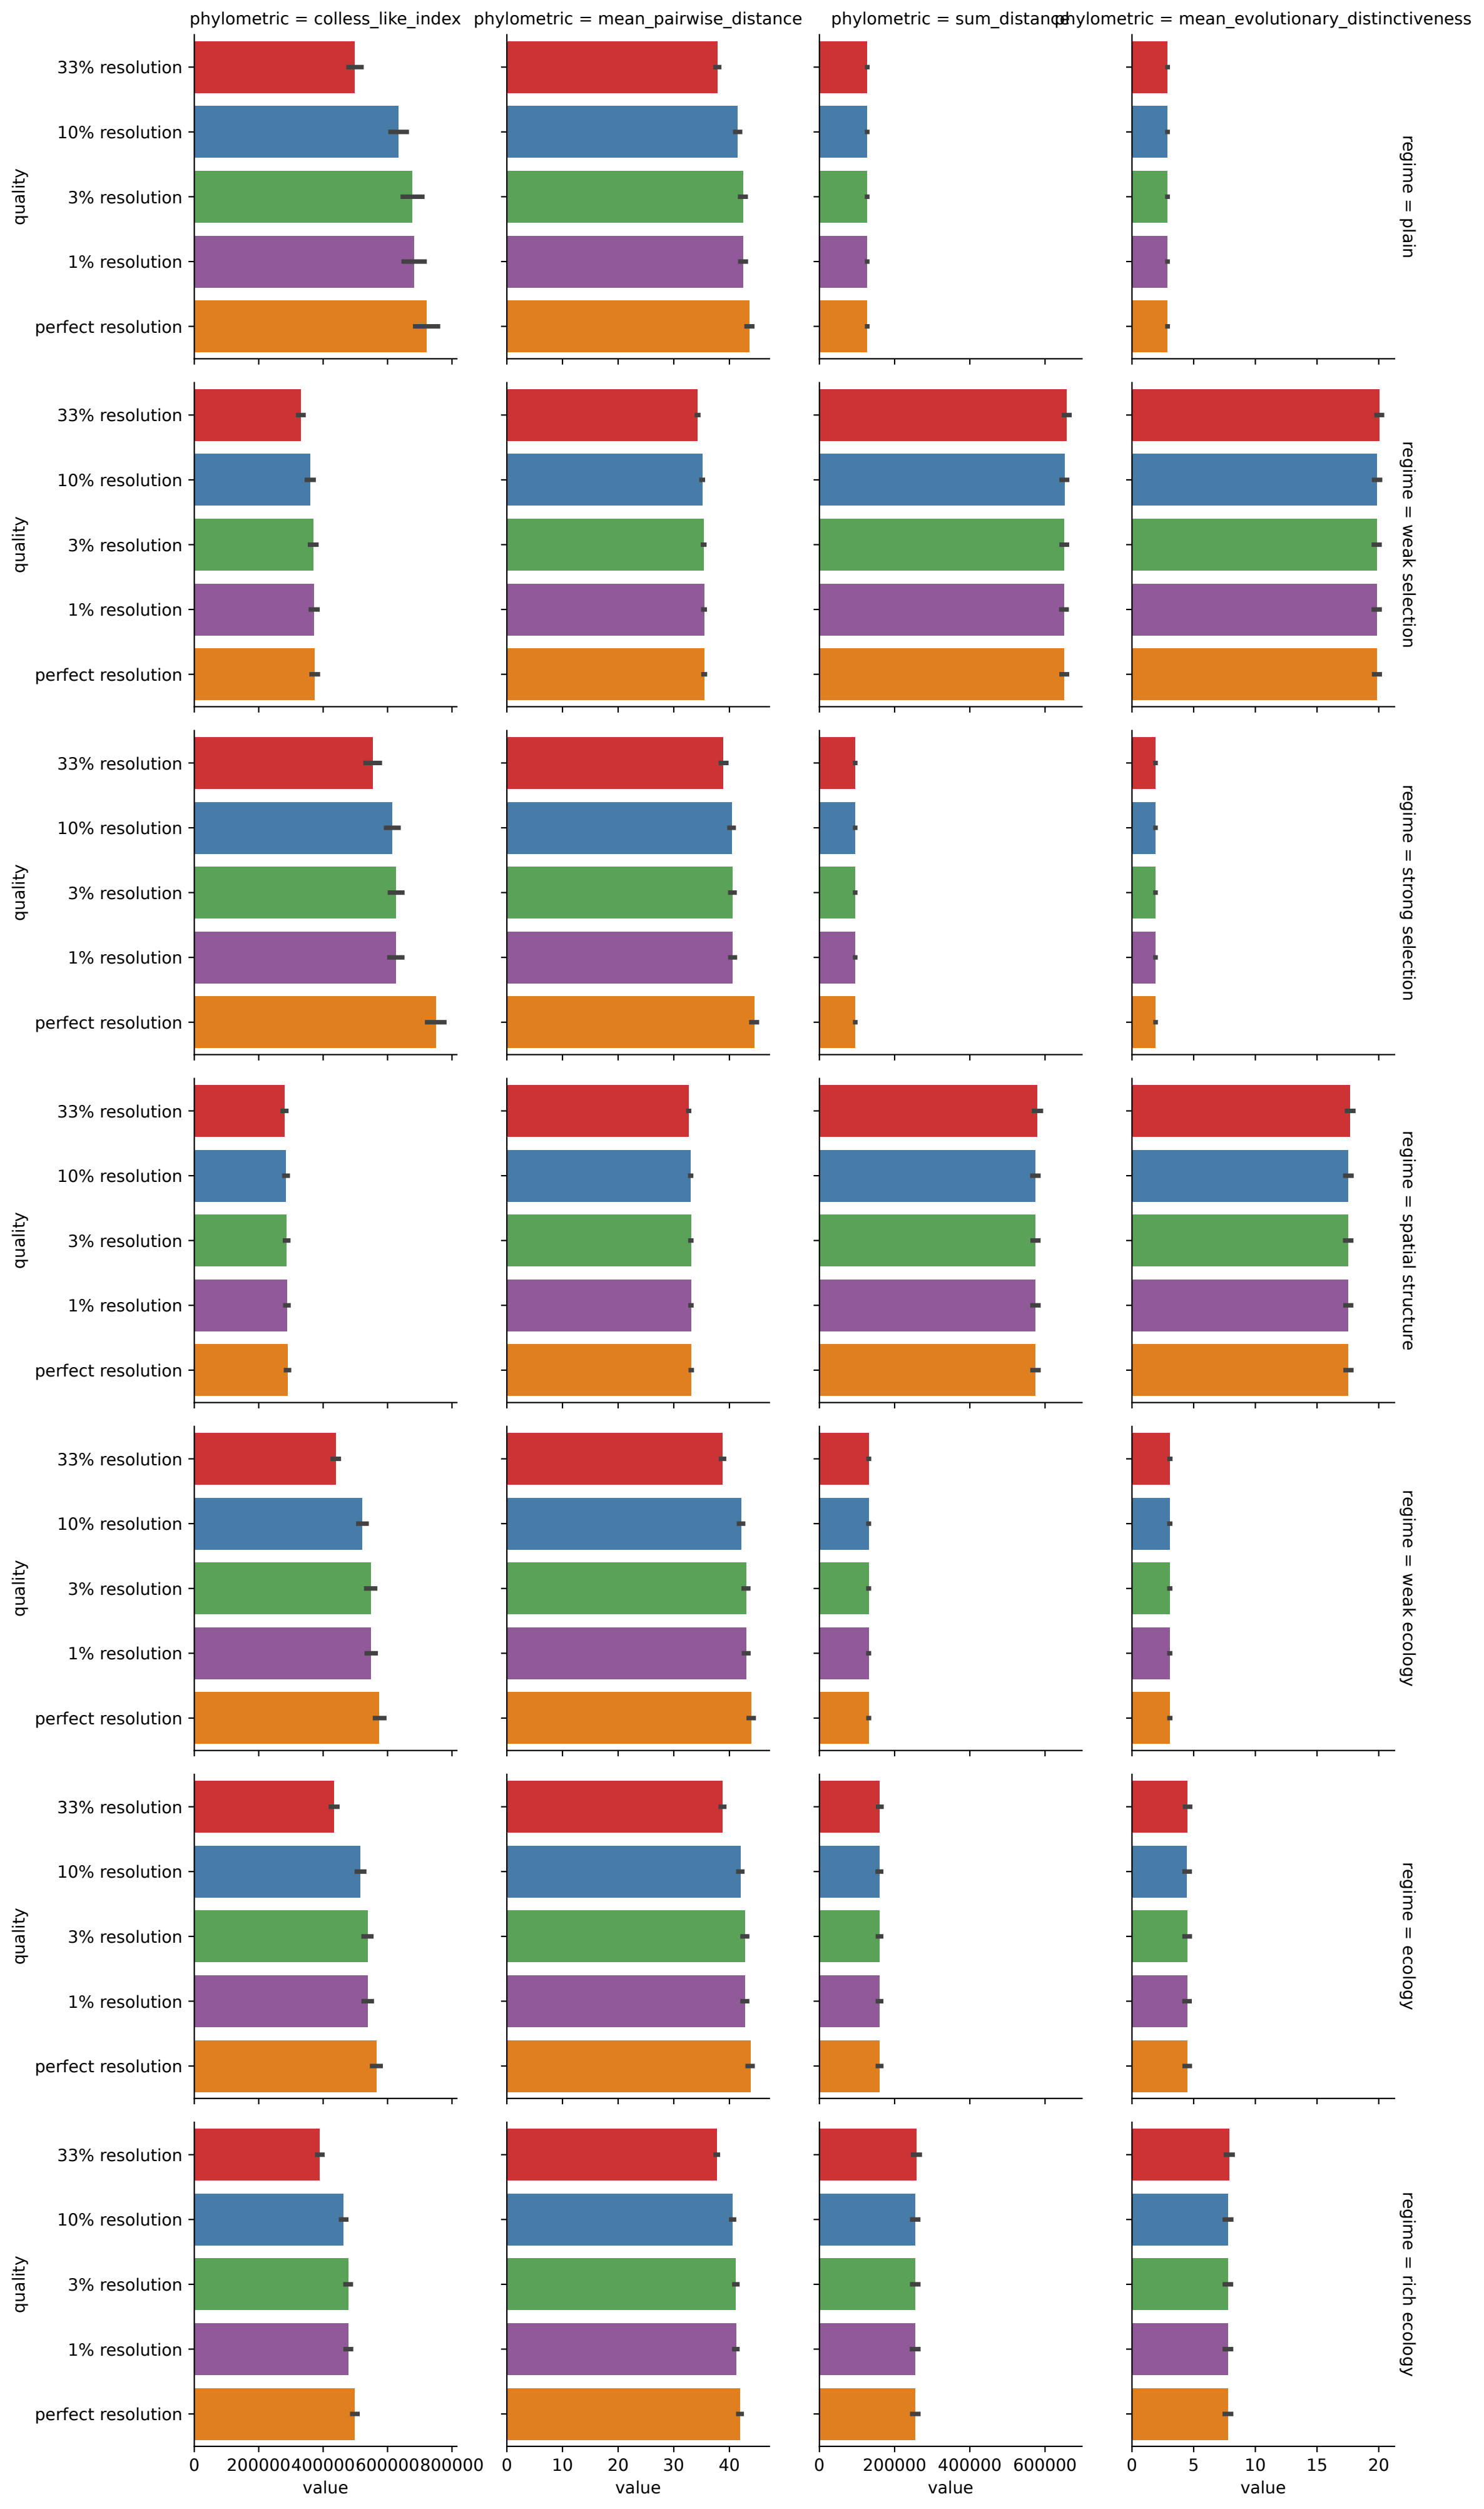 phylometric = colless_like_index
phylometric = mean_pairwise_distance
phylometric = sum_distance
phylometric = mean_evolutionary_distinctiveness
quality
33% resolution
10% resolution
3% resolution
1% resolution
perfect resolution
regime = plain
quality
33% resolution
10% resolution
3% resolution
1% resolution
perfect resolution
regime = weak selection
quality
33% resolution
10% resolution
3% resolution
1% resolution
perfect resolution
regime = strong selection
quality
33% resolution
10% resolution
3% resolution
1% resolution
perfect resolution
regime = spatial structure
quality
33% resolution
10% resolution
3% resolution
1% resolution
perfect resolution
regime = weak ecology
quality
33% resolution
10% resolution
3% resolution
1% resolution
perfect resolution
regime = ecology
quality
33% resolution
10% resolution
3% resolution
1% resolution
perfect resolution
regime = rich ecology
0 200000 400000 600000 800000
0 10 20 30 40
0 200000 400000 600000
0 5 10 15 20
value
value
value
value